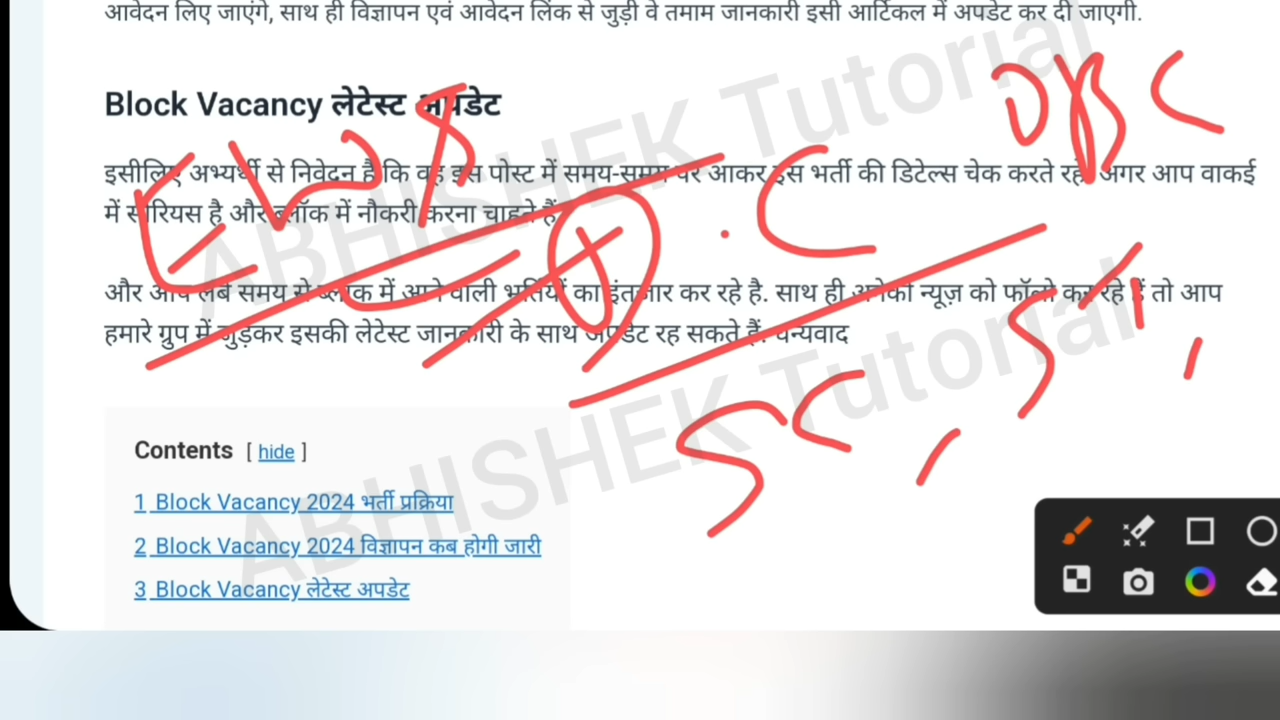 आवेदन लिए जाएंगे, साथ ही विज्ञापन एवं आवेदन लिंक से जुड़ी वे तमाम जानकारी इसी आर्टिकल में अपडेट कर दी जाएगी.
Block Vacancy लेटेस्ट अपडेट
इसीलिए अभ्यर्थी से निवेदन है कि वह इस पोस्ट में समय-समय पर आकर इस भर्ती की डिटेल्स चेक करते रहे. अगर आप वाकई
में सीरियस है और ब्लॉक में नौकरी करना चाहते हैं
और आप लंबे समय से ब्लॉक में आने वाली भर्तियों का इंतजार कर रहे है. साथ ही अनेकों न्यूज़ को फॉलो कर रहे हैं तो आप
हमारे ग्रुप में जुड़कर इसकी लेटेस्ट जानकारी के साथ अपडेट रह सकते हैं. धन्यवाद
EWS
OBC
SC, ST,
Contents [ hide ]
1 Block Vacancy 2024 भर्ती प्रक्रिया
2 Block Vacancy 2024 विज्ञापन कब होगी जारी
3 Block Vacancy लेटेस्ट अपडेट
ABHISHEK Tutorial
ABHISHEK Tutorial